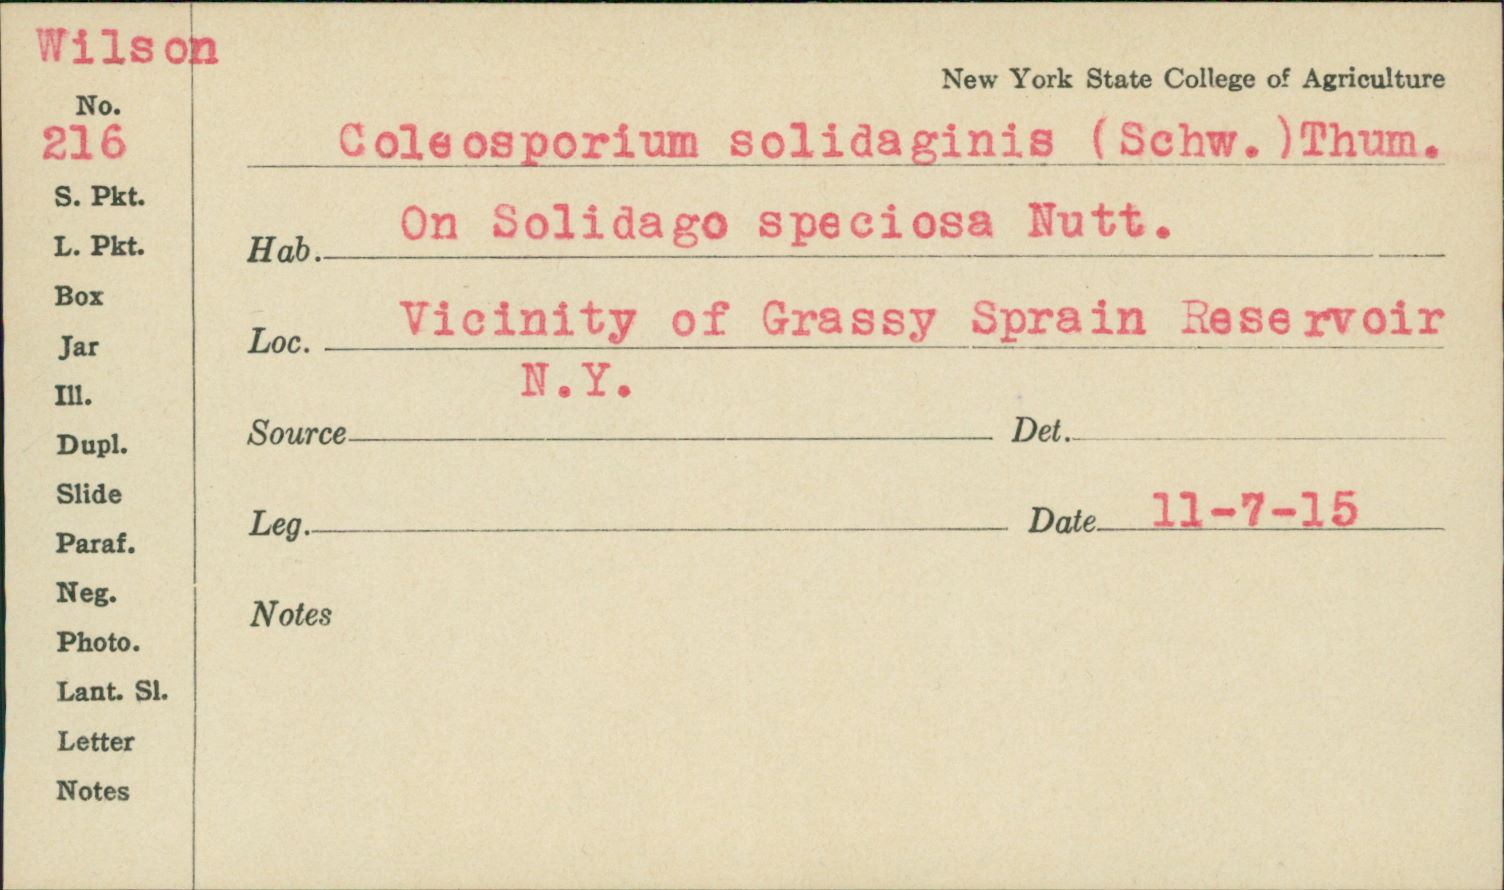 Wilson
New York State College of Agriculture
No.
216
Coleosporium solidaginis (Schw.)Thum.
S. Pkt.
L. Pkt.
Box
Jar
Ill.
Dupl.
Slide
Paraf.
Neg.
Photo.
Lant. Sl.
Letter
Notes
Hab. On Solidago speciosa Nutt.
Loc. Vicinity of Grassy Sprain Reservoir
N.Y.
Source Det.
Leg. Date 11-7-15
Notes